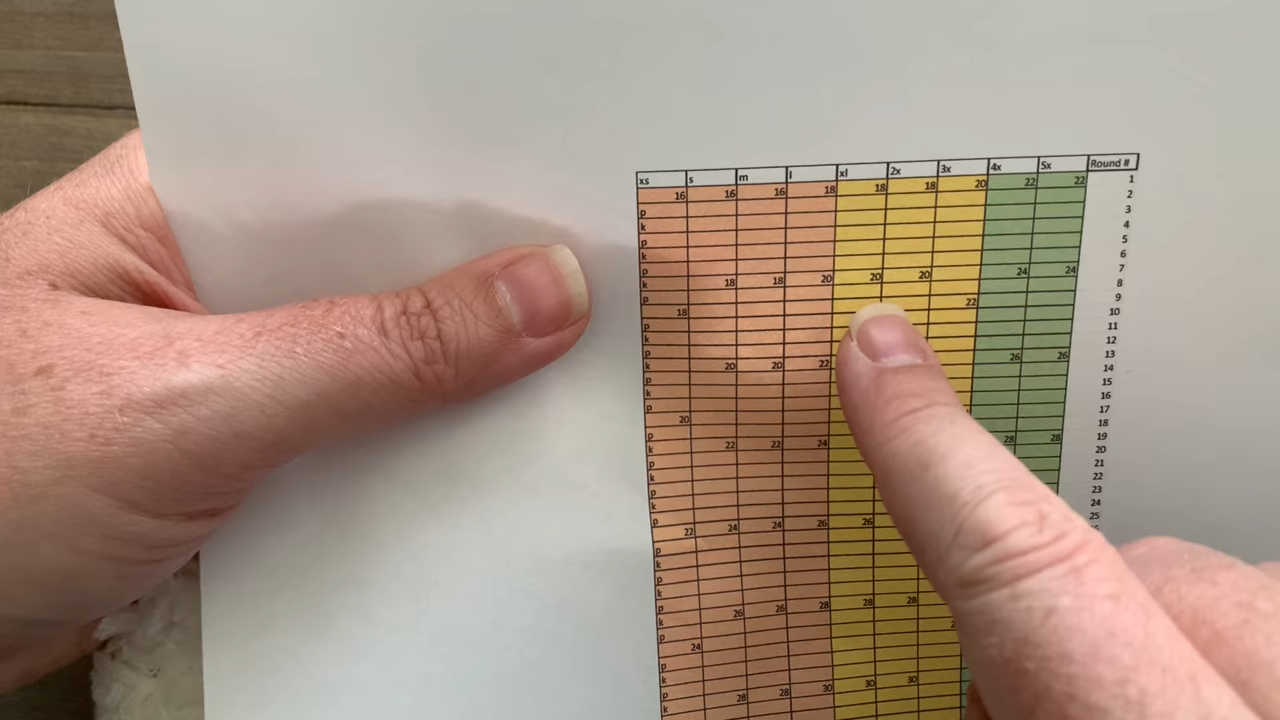 xs s m l xl 2x 3x 4x 5x Round #
16 16 16 18 18 18 20 22 22 1
p 2
k 3
p 4
k 5
p 6
k 18 18 20 20 20 24 24 7
p 8
18 22 9
p 10
k 11
p 12
k 20 20 22 26 26 13
p 14
k 15
p 16
20 17
p 18
k 22 22 24 28 28 19
p 20
k 21
p 22
k 23
p 24
22 24 24 26 26 25
p
k
p
k
p
k 26 26 28 28 28
p
24
p
k
p
k 28 28 30 30 30